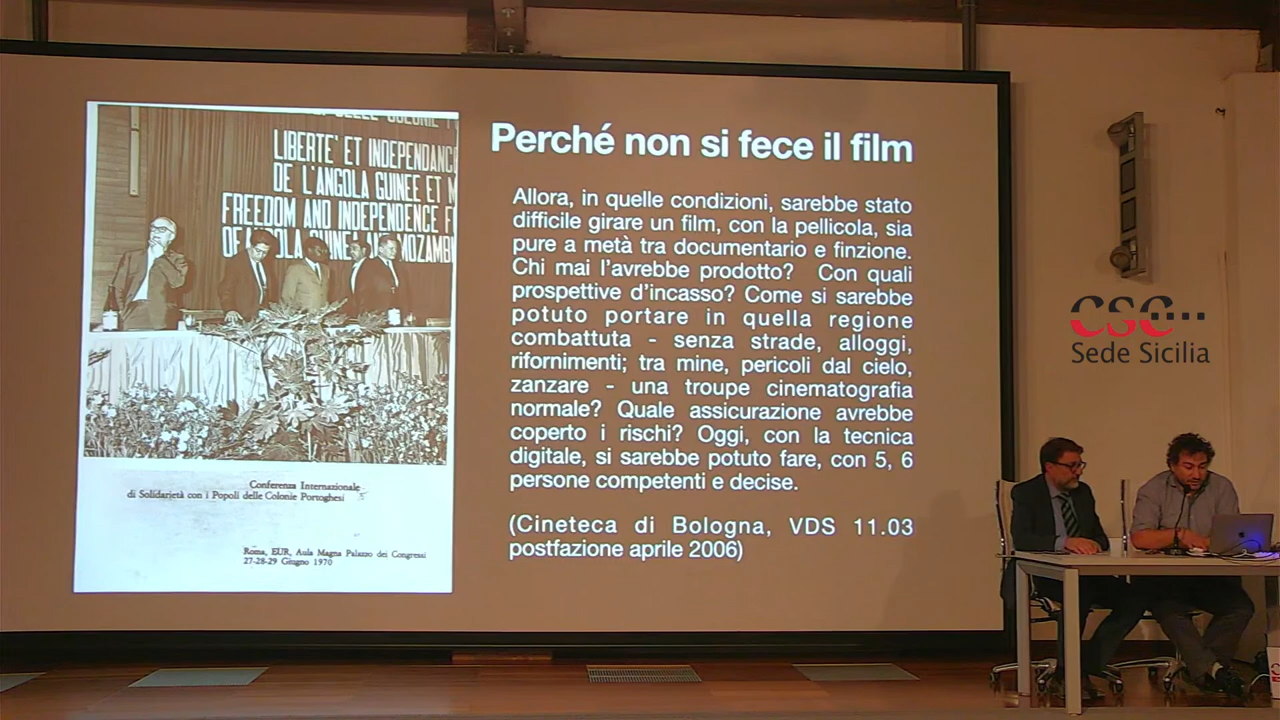 LIBERTE' ET INDEPENDANC
DE L'ANGOLA GUINEE ET M
FREEDOM AND INDEPENDENCE F
OF ANGOLA GUINEA AND MOZAMB
Conferenza Internazionale
di Solidarietà con i Popoli delle Colonie Portoghesi
Roma, EUR, Aula Magna Palazzo dei Congressi
27-28-29 Giugno 1970
Perché non si fece il film
Allora, in quelle condizioni, sarebbe stato
difficile girare un film, con la pellicola, sia
pure a metà tra documentario e finzione.
Chi mai l'avrebbe prodotto? Con quali
prospettive d'incasso? Come si sarebbe
potuto portare in quella regione
combattuta - senza strade, alloggi,
rifornimenti; tra mine, pericoli dal cielo,
zanzare - una troupe cinematografia
normale? Quale assicurazione avrebbe
coperto i rischi? Oggi, con la tecnica
digitale, si sarebbe potuto fare, con 5, 6
persone competenti e decise.
(Cineteca di Bologna, VDS 11.03
postfazione aprile 2006)
CSC
Sede Sicilia